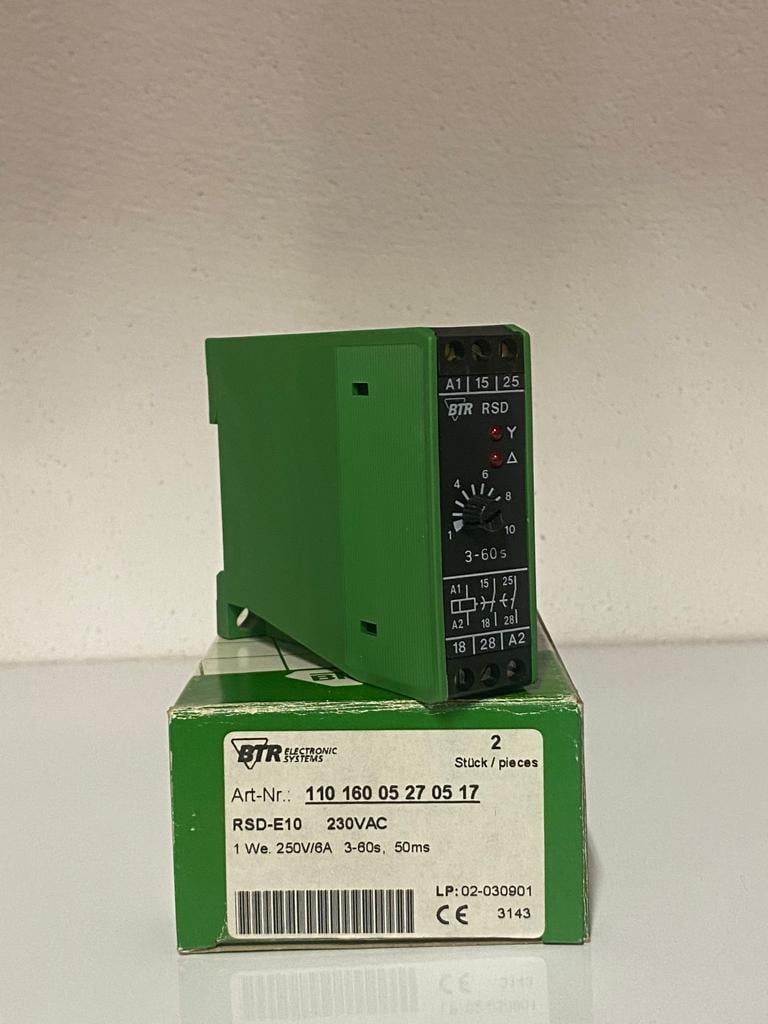 A1 | 15 | 25
BTR RSD
Y
Δ
6
4
8
1
10
3-60s
15 25
A1
A2
18 28
18 | 28 | A2
BTR ELECTRONIC
SYSTEMS
2
Stück / pieces
Art-Nr.: 110 160 05 27 05 17
RSD-E10 230VAC
1 We. 250V/6A 3-60s, 50ms
LP: 02-030901
CE 3143